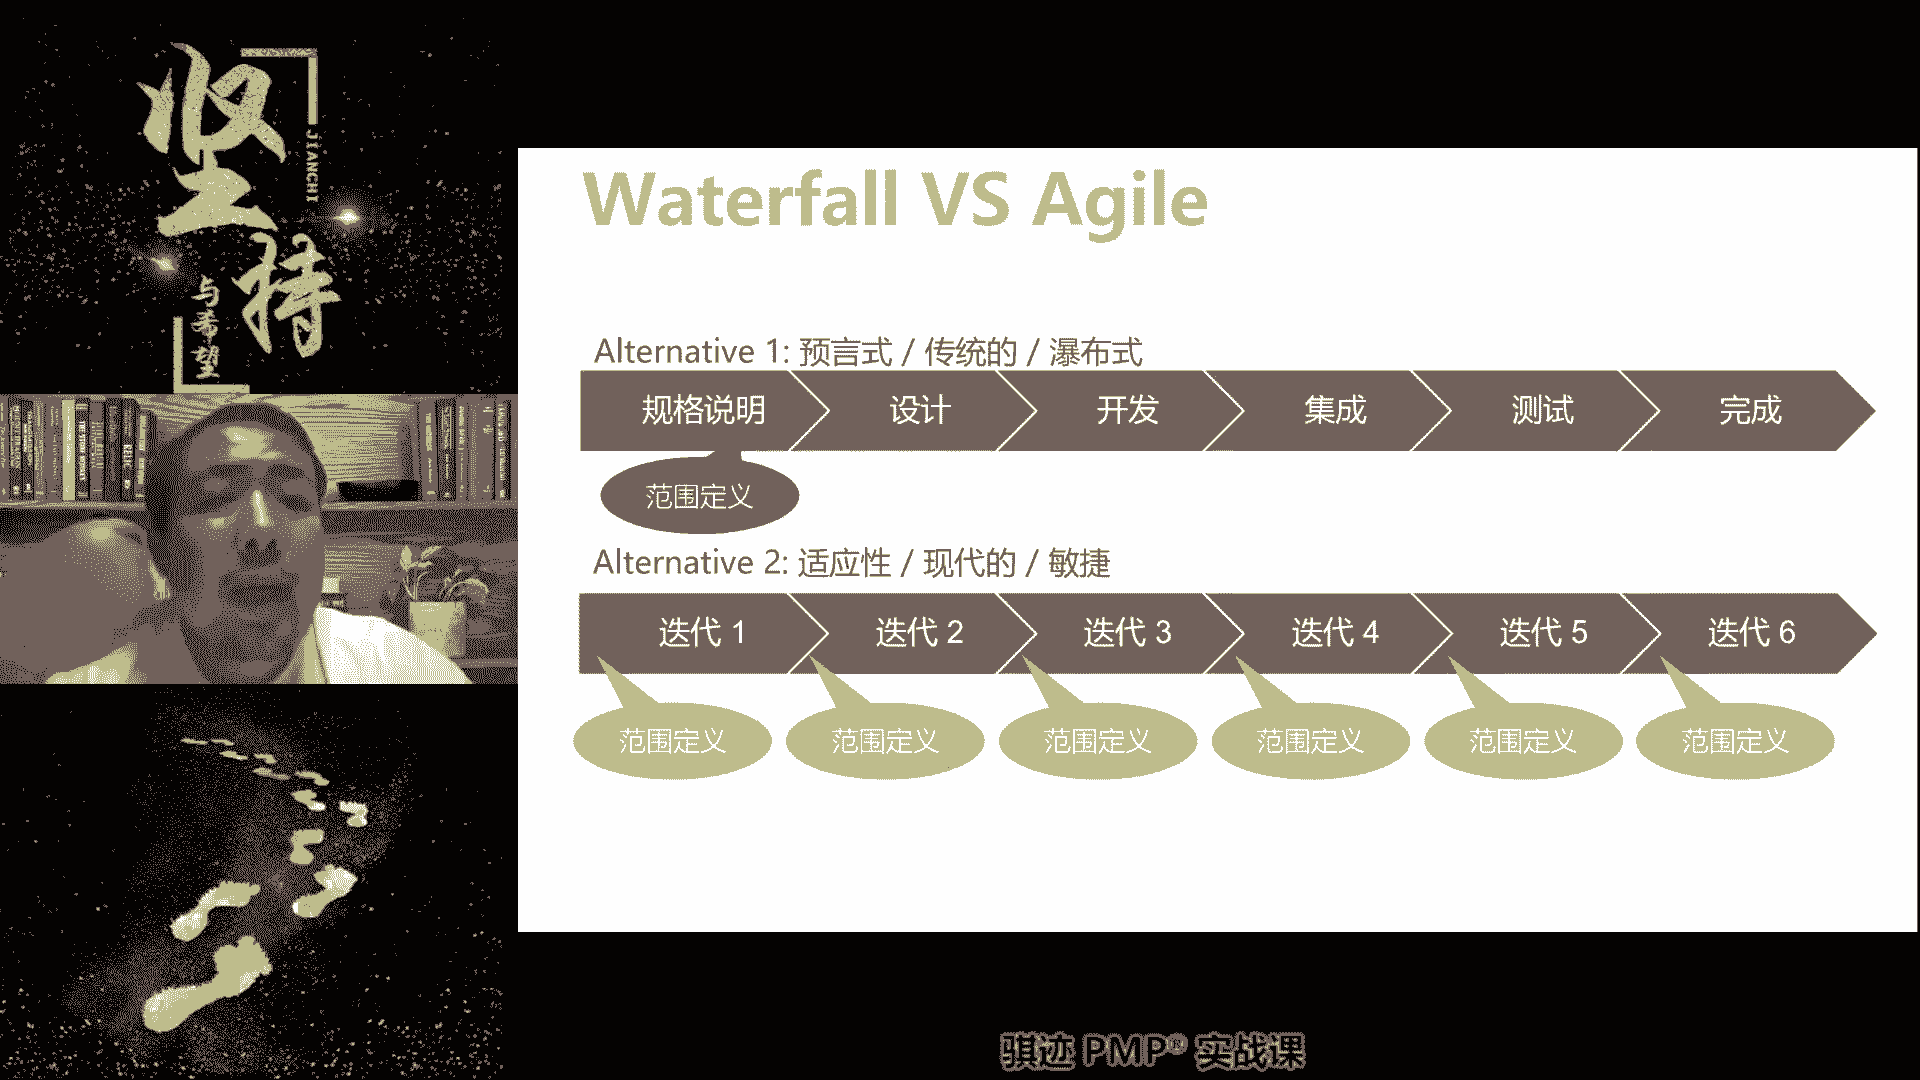 坚持
JIANCHI
与希望
Waterfall VS Agile
Alternative 1: 预言式 / 传统的 / 瀑布式
规格说明 设计 开发 集成 测试 完成
范围定义
Alternative 2: 适应性 / 现代的 / 敏捷
迭代 1 迭代 2 迭代 3 迭代 4 迭代 5 迭代 6
范围定义 范围定义 范围定义 范围定义 范围定义 范围定义
骐迹 PMP® 实战课